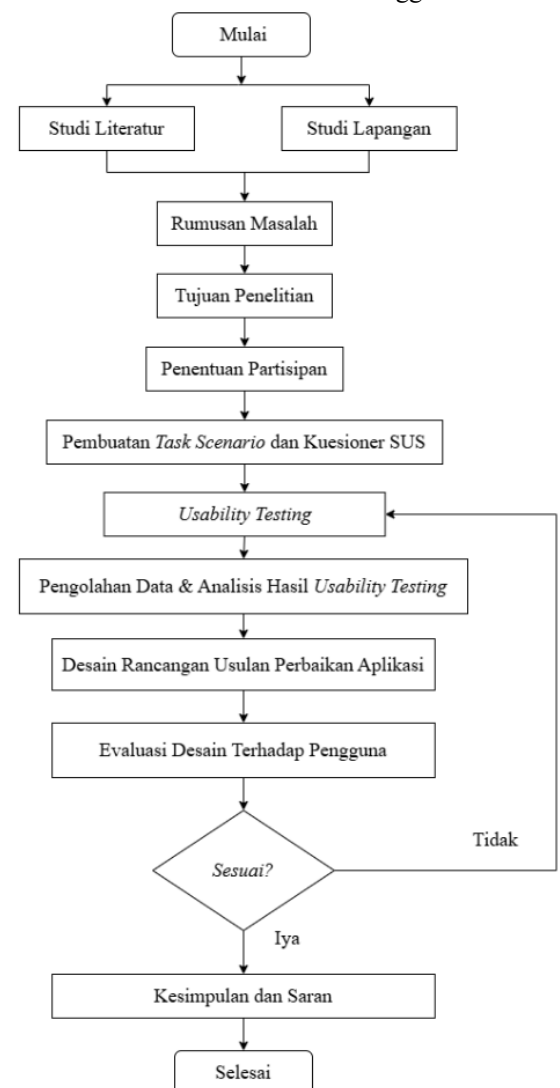 Mulai
Studi Literatur
Studi Lapangan
Rumusan Masalah
Tujuan Penelitian
Penentuan Partisipan
Pembuatan Task Scenario dan Kuesioner SUS
Usability Testing
Pengolahan Data & Analisis Hasil Usability Testing
Desain Rancangan Usulan Perbaikan Aplikasi
Evaluasi Desain Terhadap Pengguna
Sesuai?
Tidak
Iya
Kesimpulan dan Saran
Selesai